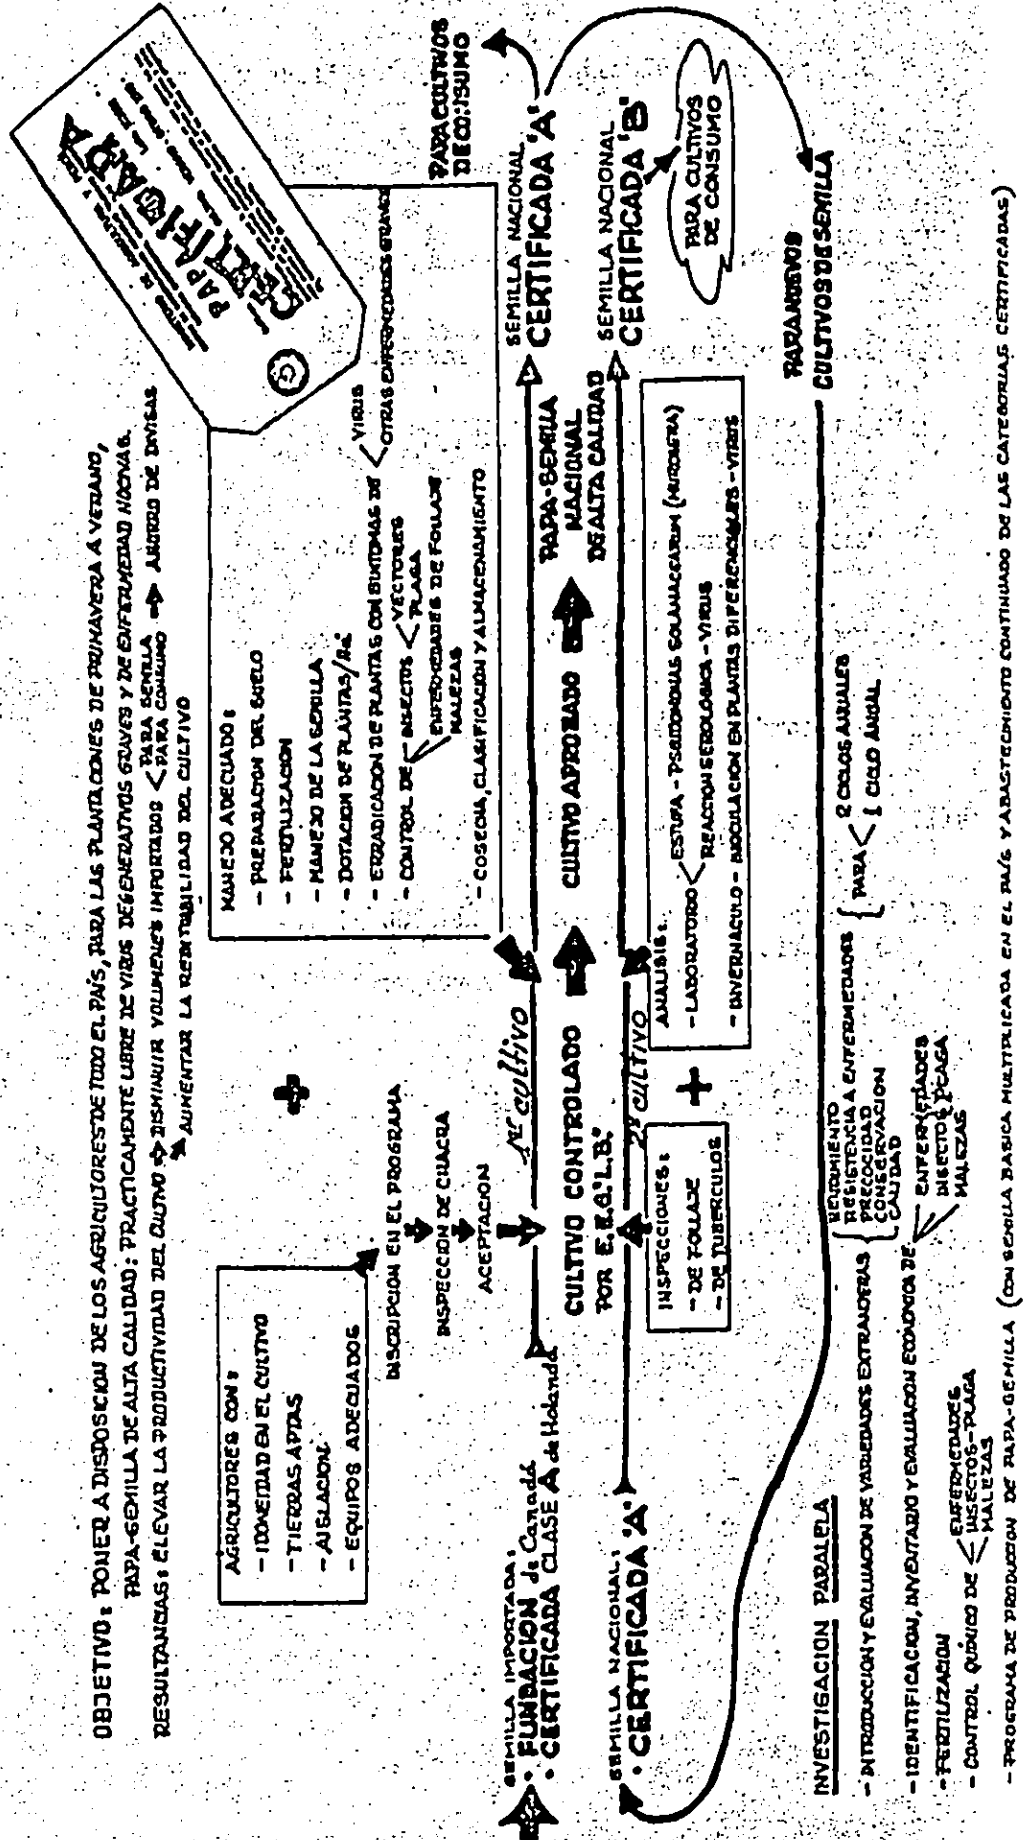 OBJETIVO: PONER A DISPOSICION DE LOS AGRICULTORES DE TODO EL PAÍS, PARA LAS PLANTACIONES DE PRIMAVERA A VERANO,
PAPA-SEMILLA DE ALTA CALIDAD: PRACTICAMENTE LIBRE DE VIRUS DEGENERATIVOS GRAVES Y DE ENFERMEDAD NOCIVAS.
RESULTANCIAS: ELEVAR LA PRODUCTIVIDAD DEL CULTIVO DISMINUIR VOLUMENES IMPORTADOS < PARA SEMILLA
PARA CONSUMO AHORRO DE DIVISAS
AUMENTAR LA REDITUABILIDAD DEL CULTIVO
PAPA
CERTIFICADA
AGRICULTORES CON:
- IDONEIDAD EN EL CULTIVO
- TIERRAS APTAS
- AISLACION
- EQUIPOS ADECUADOS
+
MANEJO ADECUADO:
- PREPARACION DEL SUELO
- FERTILIZACION
- MANEJO DE LA SEMILLA
- DOTACION DE PLANTAS/Há
- ERRADICACION DE PLANTAS CON SINTOMAS DE < VIRUS
OTRAS ENFERMEDADES GRAVES
- CONTROL DE INSECTOS < VECTORES
PLAGA
ENFERMEDADES DE FOLLAJE
MALEZAS
- COSECHA, CLASIFICACION Y ALMACENAMIENTO
INSCRIPCION EN EL PROGRAMA
INSPECCION DE CHACRA
ACEPTACION
SEMILLA IMPORTADA:
· FUNDACION de Canadá
· CERTIFICADA CLASE A de Holanda
1er cultivo
SEMILLA NACIONAL
CERTIFICADA "A"
PARA CULTIVOS
DE CONSUMO
CULTIVO CONTROLADO
POR E.E.G."L.B."
CULTIVO APROBADO
PAPA-SEMILLA
NACIONAL
DE ALTA CALIDAD
SEMILLA NACIONAL:
· CERTIFICADA "A"
2º CULTIVO
SEMILLA NACIONAL
CERTIFICADA "B"
PARA CULTIVOS
DE CONSUMO
INSPECCIONES:
- DE FOLLAJE
- DE TUBERCULOS
+
ANALISIS:
- LABORATORIO < ESTUFA - PSEUDOMONAS SOLANACEARUM (MURCHERA)
REACCION SEROLOGICA - VIRUS
- INVERNACULO - INOCULACION EN PLANTAS DIFERENCIALES - VIRUS
PARA NUEVOS
CULTIVOS DE SEMILLA
INVESTIGACION PARALELA
- INTRODUCCION Y EVALUACION DE VARIEDADES EXTRANJERAS { RENDIMIENTO
RESISTENCIA A ENFERMEDADES
PRECOCIDAD
CONSERVACION
CALIDAD } PARA < 2 CICLOS ANUALES
1 CICLO ANUAL
- IDENTIFICACION, INVENTARIO Y EVALUACION ECONOMICA DE < ENFERMEDADES
INSECTOS PLAGA
MALEZAS
- FERTILIZACION
- CONTROL QUIMICO DE < ENFERMEDADES
INSECTOS-PLAGA
MALEZAS
- PROGRAMA DE PRODUCCION DE PAPA-SEMILLA (CON SEMILLA BASICA MULTIPLICADA EN EL PAÍS Y ABASTECIMIENTO CONTINUADO DE LAS CATEGORIAS CERTIFICADAS)